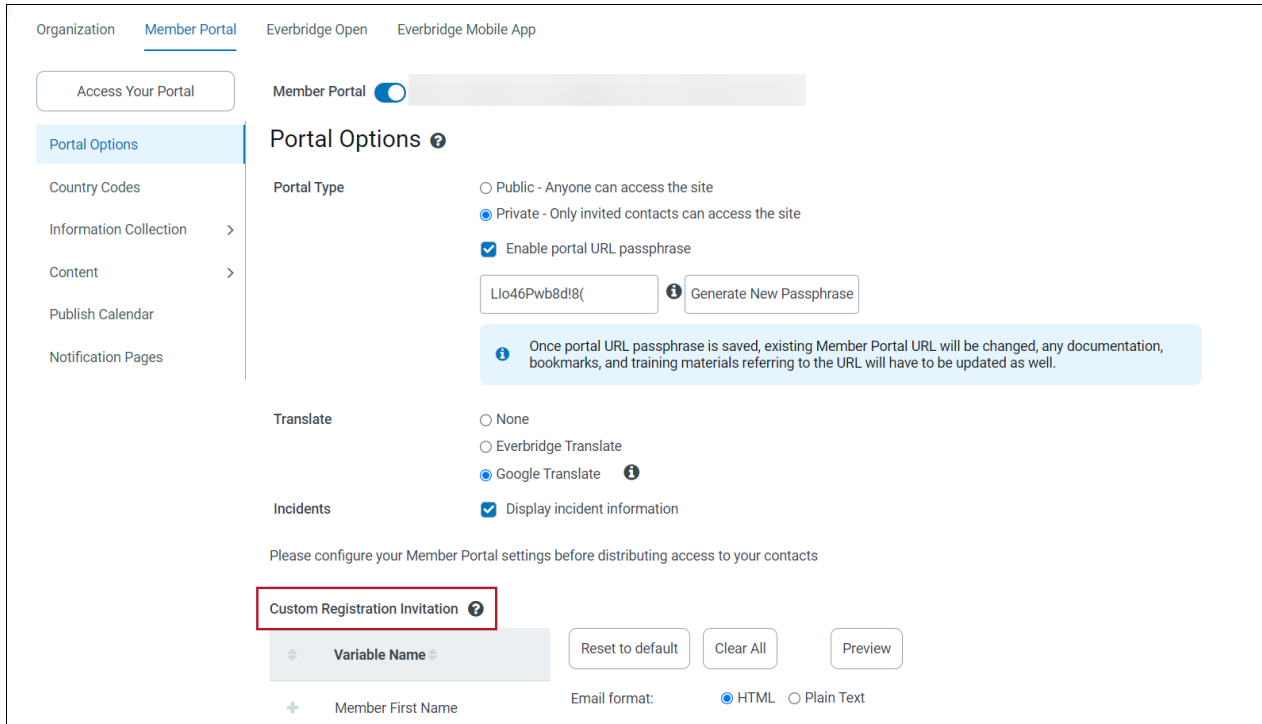 Organization Member Portal Everbridge Open Everbridge Mobile App
Access Your Portal
Member Portal
Portal Options
Country Codes
Information Collection
Content
Publish Calendar
Notification Pages
Portal Options
Portal Type
Public - Anyone can access the site
Private - Only invited contacts can access the site
Enable portal URL passphrase
LIo46Pwb8d!8(
Generate New Passphrase
Once portal URL passphrase is saved, existing Member Portal URL will be changed, any documentation,
bookmarks, and training materials referring to the URL will have to be updated as well.
Translate
None
Everbridge Translate
Google Translate
Incidents
Display incident information
Please configure your Member Portal settings before distributing access to your contacts
Custom Registration Invitation
Variable Name
Member First Name
Reset to default Clear All Preview
Email format: HTML Plain Text